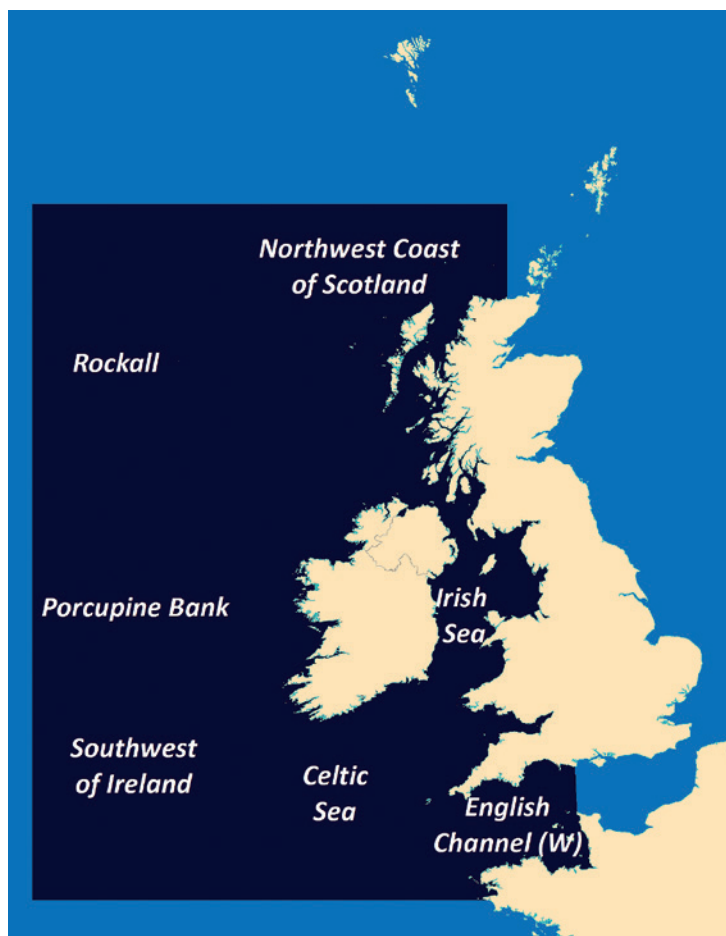 Northwest Coast
of Scotland
Rockall
Porcupine Bank
Irish
Sea
Southwest
of Ireland
Celtic
Sea
English
Channel (W)